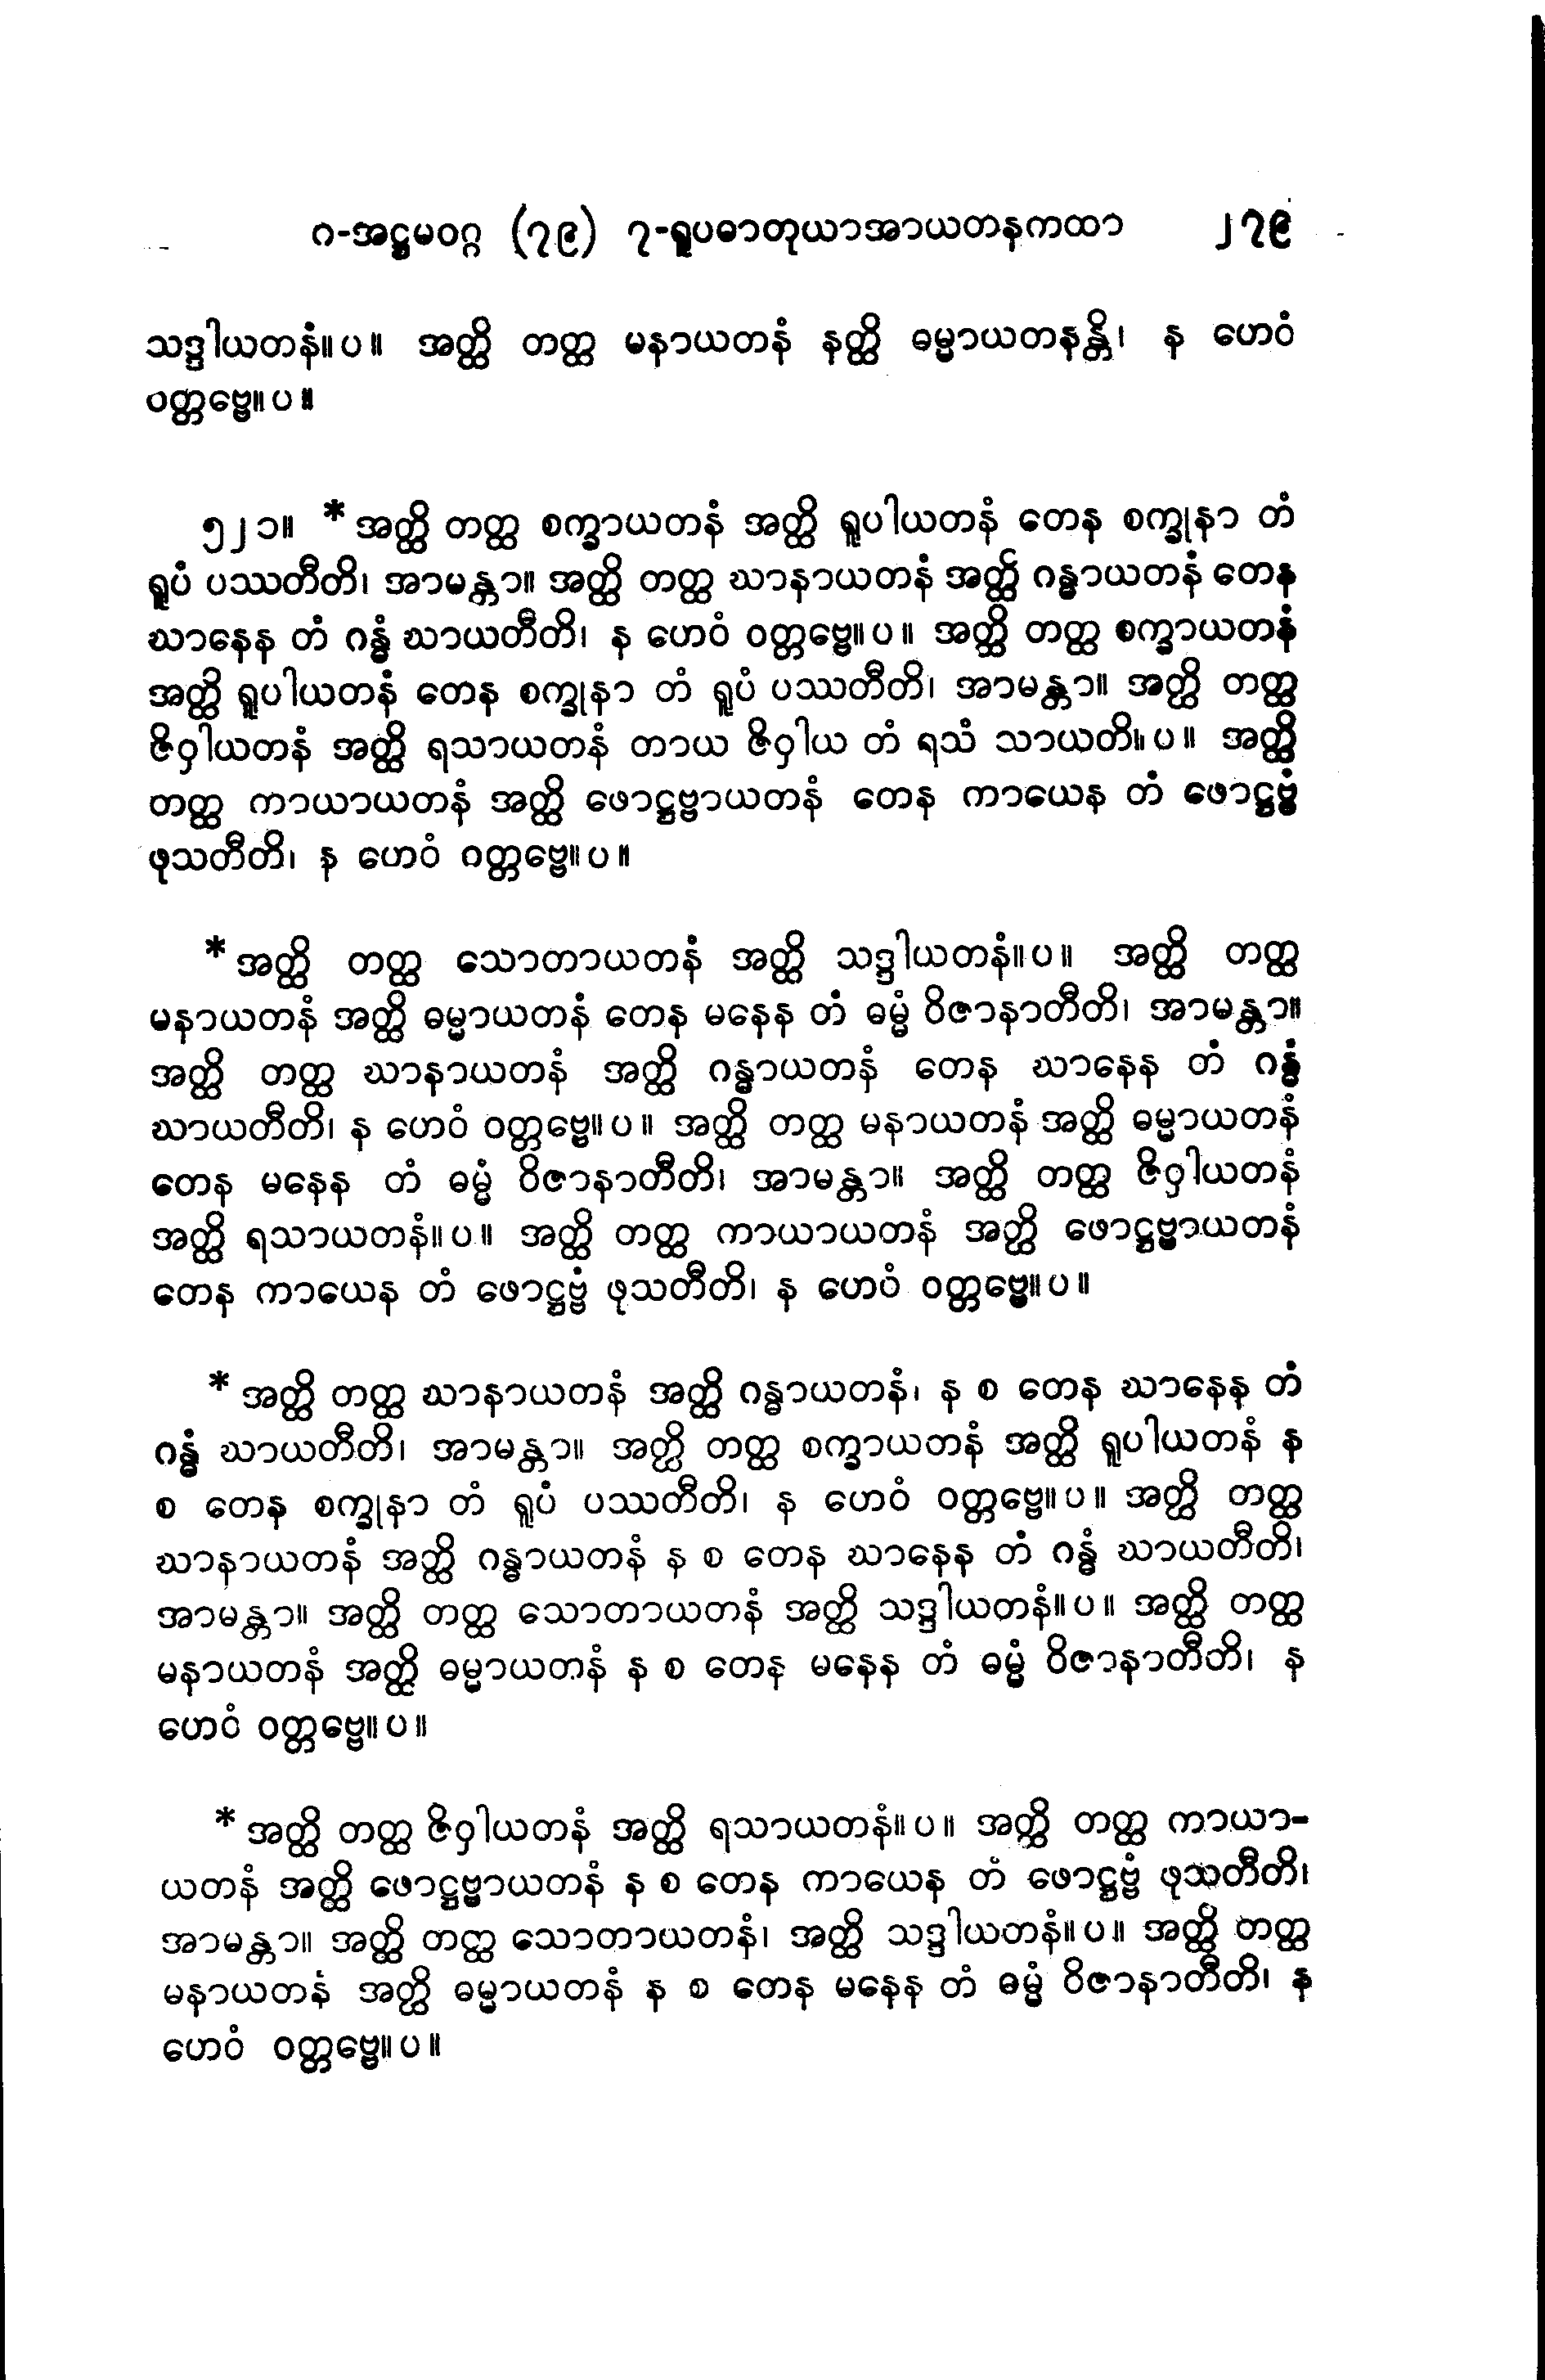 ဂ-အဋ္ဌမဝဂ္ဂ (၇၉) ၇-ရူပဓာတုယာအာယတနကထာ ၂၇၉
သဒ္ဒါယတနံ။ပ။ အတ္ထိ တတ္ထ မနာယတနံ နတ္ထိ ဓမ္မာယတနန္တိ၊ န ဟေဝံ
ဝတ္တဗ္ဗေ။ပ။
၅၂၁။ *အတ္ထိ တတ္ထ စက္ခာယတနံ အတ္ထိ ရူပါယတနံ တေန စက္ခုနာ တံ
ရူပံ ပဿတီတိ၊ အာမန္တာ။ အတ္ထိ တတ္ထ ဃာနာယတနံ အတ္ထိ ဂန္ဓာယတနံ တေန
ဃာနေန တံ ဂန္ဓံ ဃာယတီတိ၊ န ဟေဝံ ဝတ္တဗ္ဗေ။ပ။ အတ္ထိ တတ္ထ စက္ခာယတနံ
အတ္ထိ ရူပါယတနံ တေန စက္ခုနာ တံ ရူပံ ပဿတီတိ၊ အာမန္တာ။ အတ္ထိ တတ္ထ
ဇိဝှါယတနံ အတ္ထိ ရသာယတနံ တာယ ဇိဝှါယ တံ ရသံ သာယတိ။ပ။ အတ္ထိ
တတ္ထ ကာယာယတနံ အတ္ထိ ဖောဋ္ဌဗ္ဗာယတနံ တေန ကာယေန တံ ဖောဋ္ဌဗ္ဗံ
ဖုသတီတိ၊ န ဟေဝံ ဝတ္တဗ္ဗေ။ပ။
*အတ္ထိ တတ္ထ သောတာယတနံ အတ္ထိ သဒ္ဒါယတနံ။ပ။ အတ္ထိ တတ္ထ
မနာယတနံ အတ္ထိ ဓမ္မာယတနံ တေန မနေန တံ ဓမ္မံ ဝိဇာနာတီတိ၊ အာမန္တာ။
အတ္ထိ တတ္ထ ဃာနာယတနံ အတ္ထိ ဂန္ဓာယတနံ တေန ဃာနေန တံ ဂန္ဓံ
ဃာယတီတိ၊ န ဟေဝံ ဝတ္တဗ္ဗေ။ပ။ အတ္ထိ တတ္ထ မနာယတနံ အတ္ထိ ဓမ္မာယတနံ
တေန မနေန တံ ဓမ္မံ ဝိဇာနာတီတိ၊ အာမန္တာ။ အတ္ထိ တတ္ထ ဇိဝှါယတနံ
အတ္ထိ ရသာယတနံ။ပ။ အတ္ထိ တတ္ထ ကာယာယတနံ အတ္ထိ ဖောဋ္ဌဗ္ဗာယတနံ
တေန ကာယေန တံ ဖောဋ္ဌဗ္ဗံ ဖုသတီတိ၊ န ဟေဝံ ဝတ္တဗ္ဗေ။ပ။
*အတ္ထိ တတ္ထ ဃာနာယတနံ အတ္ထိ ဂန္ဓာယတနံ၊ န စ တေန ဃာနေန တံ
ဂန္ဓံ ဃာယတီတိ၊ အာမန္တာ။ အတ္ထိ တတ္ထ စက္ခာယတနံ အတ္ထိ ရူပါယတနံ န
စ တေန စက္ခုနာ တံ ရူပံ ပဿတီတိ၊ န ဟေဝံ ဝတ္တဗ္ဗေ။ပ။ အတ္ထိ တတ္ထ
ဃာနာယတနံ အတ္ထိ ဂန္ဓာယတနံ န စ တေန ဃာနေန တံ ဂန္ဓံ ဃာယတီတိ၊
အာမန္တာ။ အတ္ထိ တတ္ထ သောတာယတနံ အတ္ထိ သဒ္ဒါယတနံ။ပ။ အတ္ထိ တတ္ထ
မနာယတနံ အတ္ထိ ဓမ္မာယတနံ န စ တေန မနေန တံ ဓမ္မံ ဝိဇာနာတီတိ၊ န
ဟေဝံ ဝတ္တဗ္ဗေ။ပ။
*အတ္ထိ တတ္ထ ဇိဝှါယတနံ အတ္ထိ ရသာယတနံ။ပ။ အတ္ထိ တတ္ထ ကာယာ-
ယတနံ အတ္ထိ ဖောဋ္ဌဗ္ဗာယတနံ န စ တေန ကာယေန တံ ဖောဋ္ဌဗ္ဗံ ဖုသတီတိ၊
အာမန္တာ။ အတ္ထိ တတ္ထ သောတာယတနံ၊ အတ္ထိ သဒ္ဒါယတနံ။ပ။ အတ္ထိ တတ္ထ
မနာယတနံ အတ္ထိ ဓမ္မာယတနံ န စ တေန မနေန တံ ဓမ္မံ ဝိဇာနာတီတိ၊ န
ဟေဝံ ဝတ္တဗ္ဗေ။ပ။